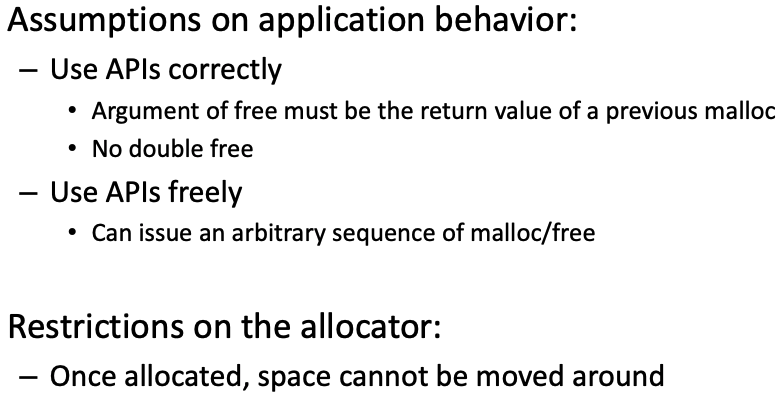 Assumptions on application behavior:
– Use APIs correctly
• Argument of free must be the return value of a previous malloc
• No double free
– Use APIs freely
• Can issue an arbitrary sequence of malloc/free
Restrictions on the allocator:
– Once allocated, space cannot be moved around